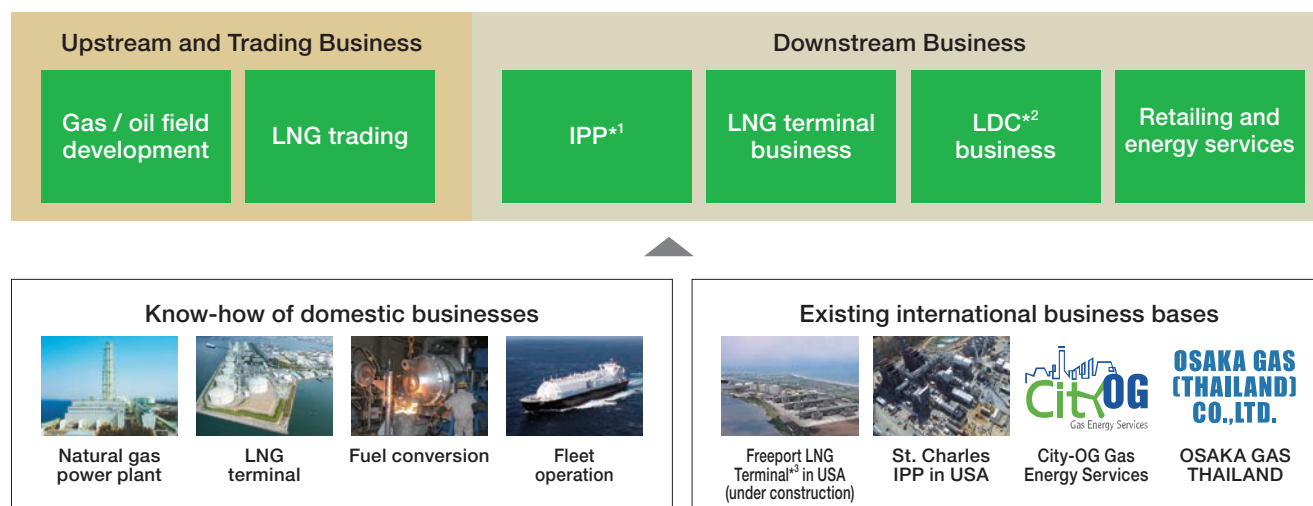 Upstream and Trading Business
Downstream Business
Gas / oil field
development
LNG trading
IPP*1
LNG terminal
business
LDC*2
business
Retailing and
energy services
Know-how of domestic businesses
Natural gas
power plant
LNG
terminal
Fuel conversion
Fleet
operation
Existing international business bases
City OG
Gas Energy Services
OSAKA GAS
(THAILAND)
CO.,LTD.
Freeport LNG
Terminal*3 in USA
(under construction)
St. Charles
IPP in USA
City-OG Gas
Energy Services
OSAKA GAS
THAILAND